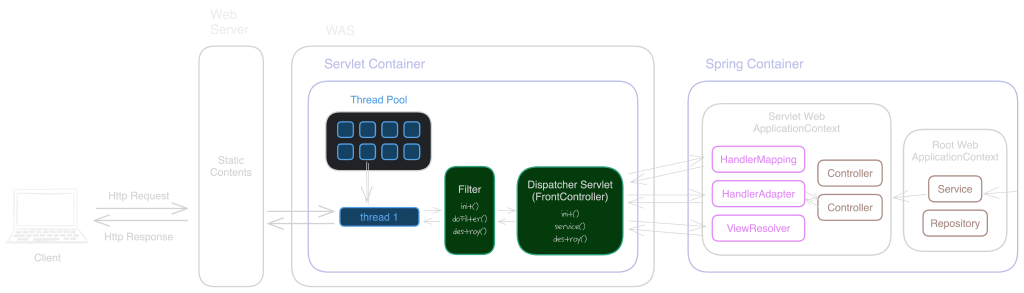 Web
Server
WAS
Servlet Container
Spring Container
Thread Pool
Servlet Web
ApplicationContext
Root Web
ApplicationContext
Static
Contents
HandlerMapping
Controller
Filter
init()
doFilter()
destroy()
Dispatcher Servlet
(FrontController)
init()
service()
destroy()
HandlerAdapter
Controller
Service
Http Request
thread 1
ViewResolver
Repository
Http Response
Client